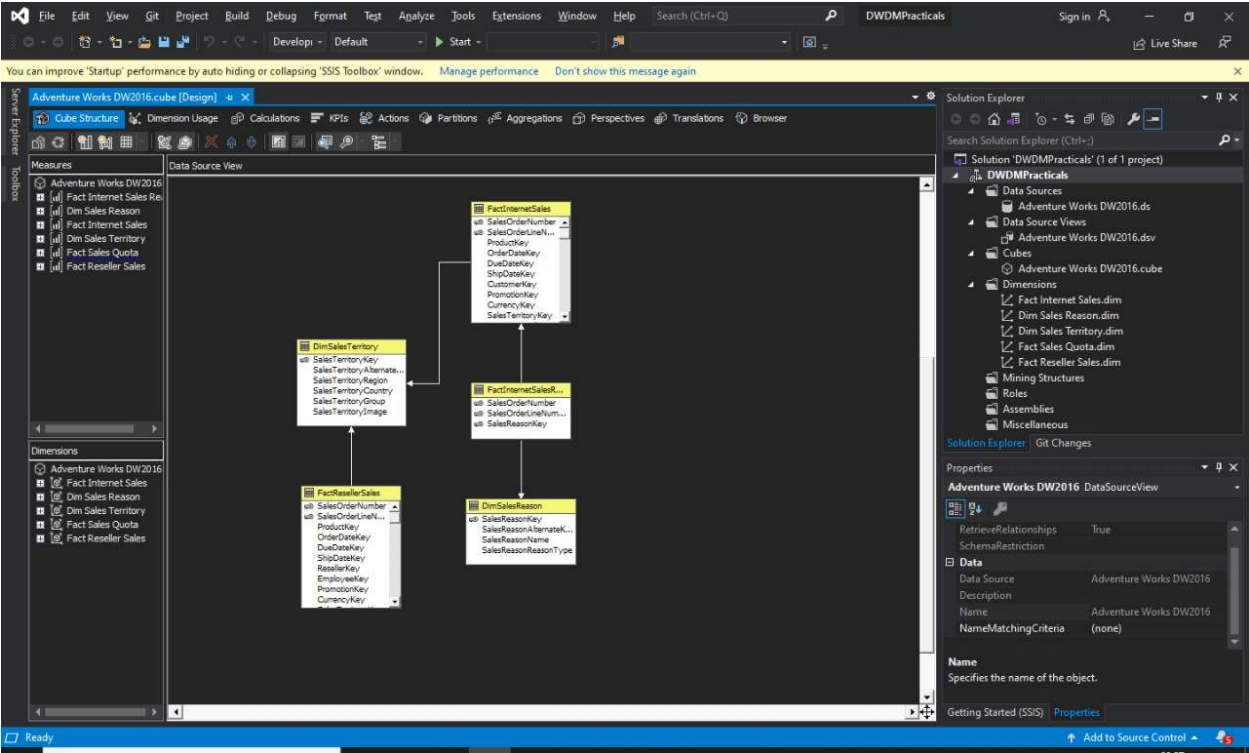 File Edit View Git Project Build Debug Format Test Analyze Tools Extensions Window Help Search (Ctrl+Q) DWDMPracticals Sign in
Develop Default Start Live Share
You can improve 'Startup' performance by auto hiding or collapsing 'SSIS Toolbox' window. Manage performance Don't show this message again
Server Explorer
Toolbox
Adventure Works DW2016.cube [Design]
Cube Structure Dimension Usage Calculations KPIs Actions Partitions Aggregations Perspectives Translations Browser
Measures
Adventure Works DW2016
Fact Internet Sales Re
Dim Sales Reason
Fact Internet Sales
Dim Sales Territory
Fact Sales Quota
Fact Reseller Sales
Dimensions
Adventure Works DW2016
Fact Internet Sales
Dim Sales Reason
Dim Sales Territory
Fact Sales Quota
Fact Reseller Sales
Data Source View
FactInternetSales
SalesOrderNumber
SalesOrderLineN...
ProductKey
OrderDateKey
DueDateKey
ShipDateKey
CustomerKey
PromotionKey
CurrencyKey
SalesTerritoryKey
DimSalesTerritory
SalesTerritoryKey
SalesTerritoryAlternate...
SalesTerritoryRegion
SalesTerritoryCountry
SalesTerritoryGroup
SalesTerritoryImage
FactInternetSalesR...
SalesOrderNumber
SalesOrderLineNum...
SalesReasonKey
FactResellerSales
SalesOrderNumber
SalesOrderLineN...
ProductKey
OrderDateKey
DueDateKey
ShipDateKey
ResellerKey
EmployeeKey
PromotionKey
CurrencyKey
DimSalesReason
SalesReasonKey
SalesReasonAlternateK...
SalesReasonName
SalesReasonReasonType
Solution Explorer
Search Solution Explorer (Ctrl+;)
Solution 'DWDMPracticals' (1 of 1 project)
DWDMPracticals
Data Sources
Adventure Works DW2016.ds
Data Source Views
Adventure Works DW2016.dsv
Cubes
Adventure Works DW2016.cube
Dimensions
Fact Internet Sales.dim
Dim Sales Reason.dim
Dim Sales Territory.dim
Fact Sales Quota.dim
Fact Reseller Sales.dim
Mining Structures
Roles
Assemblies
Miscellaneous
Solution Explorer Git Changes
Properties
Adventure Works DW2016 DataSourceView
RetrieveRelationships True
SchemaRestriction
Data
Data Source Adventure Works DW2016
Description
Name Adventure Works DW2016
NameMatchingCriteria (none)
Name
Specifies the name of the object.
Getting Started (SSIS) Properties
Ready Add to Source Control 5